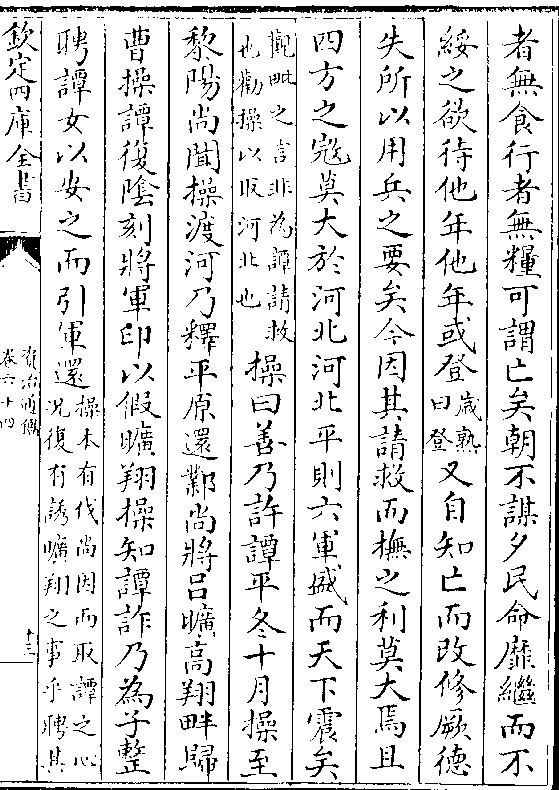 者無食行者無糧可謂亡矣朝不謀夕民命靡繼而不
綏之欲待他年他年或登歲熟曰登又自知亡而改修厥德
失所以用兵之要矣今因其請救而撫之利莫大焉且
四方之寇莫大於河北河北平則六軍盛而天下震矣
觀毗之言非為譚請救
也勸操以取河北也
操曰善乃許譚平冬十月操至
黎陽尚聞操渡河乃釋平原還鄴尚將呂曠高翔畔歸
曹操譚復陰刻將軍印以假曠翔操知譚詐乃為子整
聘譚女以安之而引軍還
操本有伐尚因而取譚之心
況復有誘曠翔之事乎聘其
欽定四庫全書
資治通鑑
卷六十四
十三